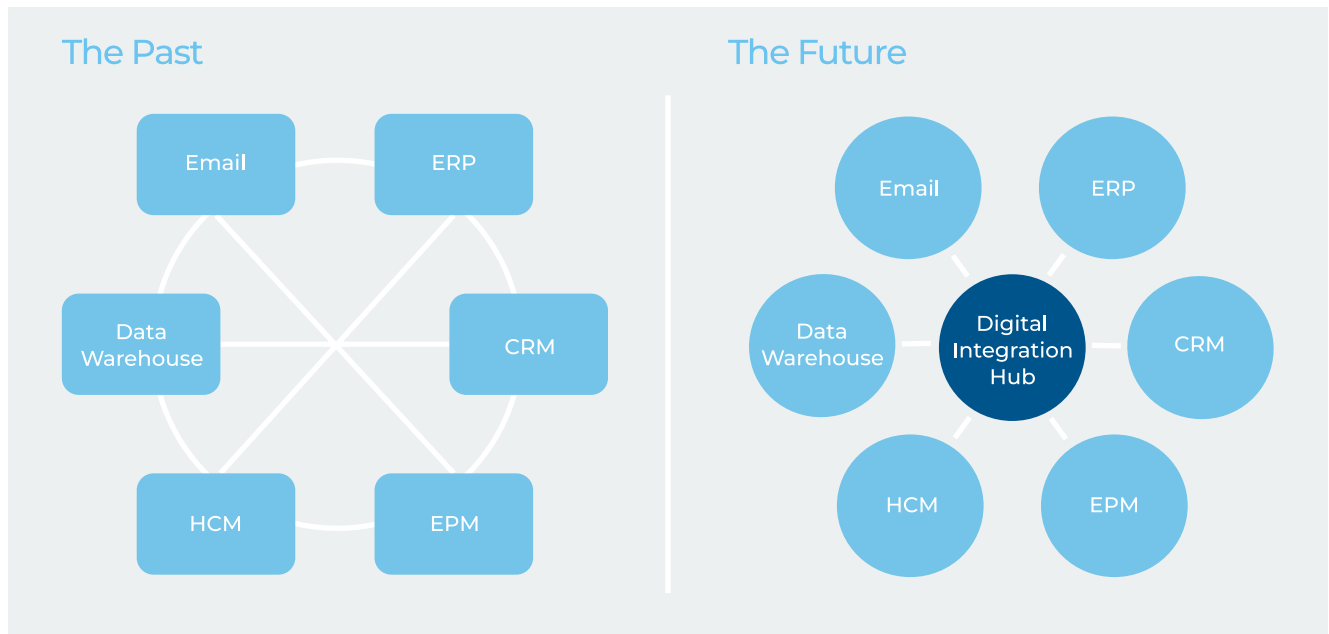 The Past
Email
ERP
Data
Warehouse
CRM
HCM
EPM
The Future
Email
ERP
Data
Warehouse
Digital
Integration
Hub
CRM
HCM
EPM